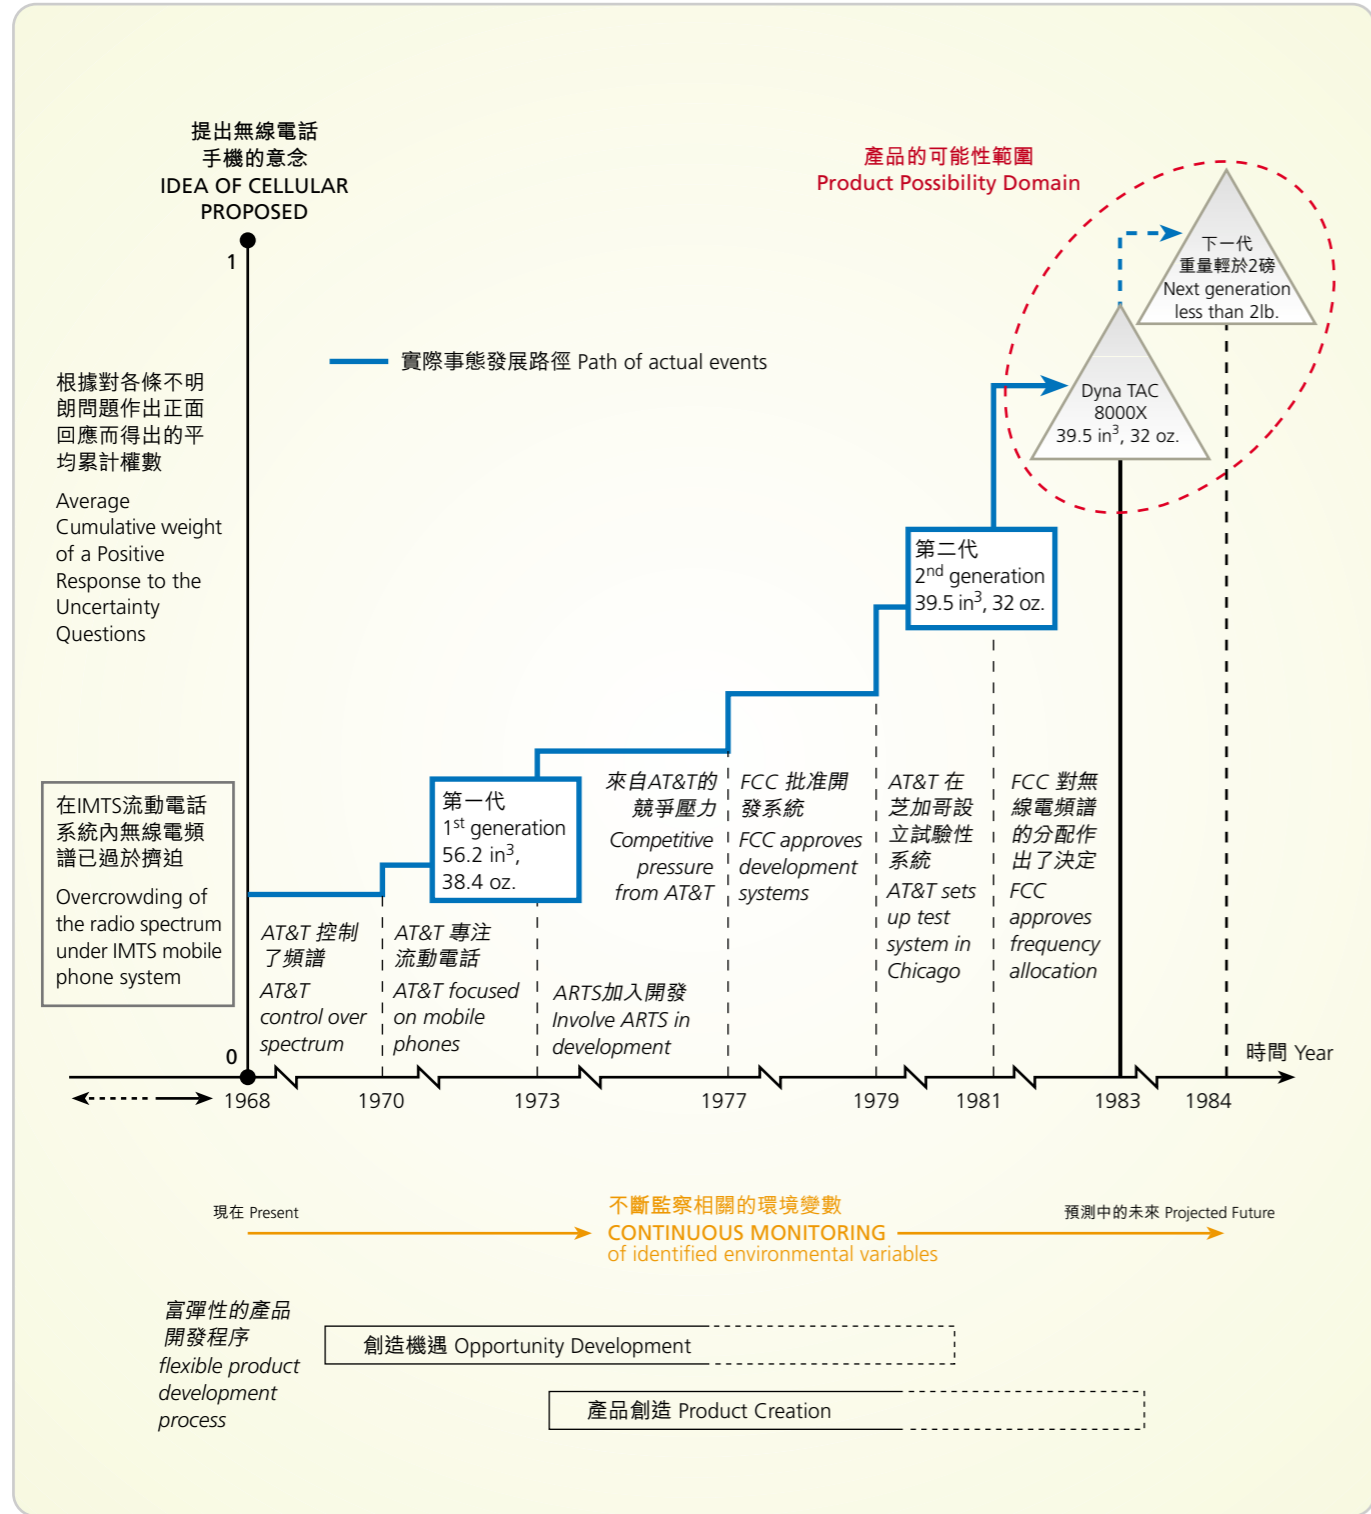 提出無線電話
手機的意念
IDEA OF CELLULAR
PROPOSED
1
產品的可能性範圍
Product Possibility Domain
下一代
重量輕於2磅
Next generation
less than 2lb.
實際事態發展路徑 Path of actual events
Dyna TAC
8000X
39.5 in³, 32 oz.
根據對各條不明
朗問題作出正面
回應而得出的平
均累計權數
Average
Cumulative weight
of a Positive
Response to the
Uncertainty
Questions
第二代
2nd generation
39.5 in³, 32 oz.
第一代
1st generation
56.2 in³,
38.4 oz.
在IMTS流動電話
系統內無線電頻
譜已過於擠迫
Overcrowding of
the radio spectrum
under IMTS mobile
phone system
AT&T 控制
了頻譜
AT&T
control over
spectrum
AT&T 專注
流動電話
AT&T focused
on mobile
phones
ARTS加入開發
Involve ARTS in
development
來自AT&T的
競爭壓力
Competitive
pressure
from AT&T
FCC 批准開
發系統
FCC approves
development
systems
AT&T 在
芝加哥設
立試驗性
系統
AT&T sets
up test
system in
Chicago
FCC 對無
線電頻譜
的分配作
出了決定
FCC
approves
frequency
allocation
0
時間 Year
1968
1970
1973
1977
1979
1981
1983
1984
現在 Present
不斷監察相關的環境變數
CONTINUOUS MONITORING
of identified environmental variables
預測中的未來 Projected Future
富彈性的產品
開發程序
flexible product
development
process
創造機遇 Opportunity Development
產品創造 Product Creation